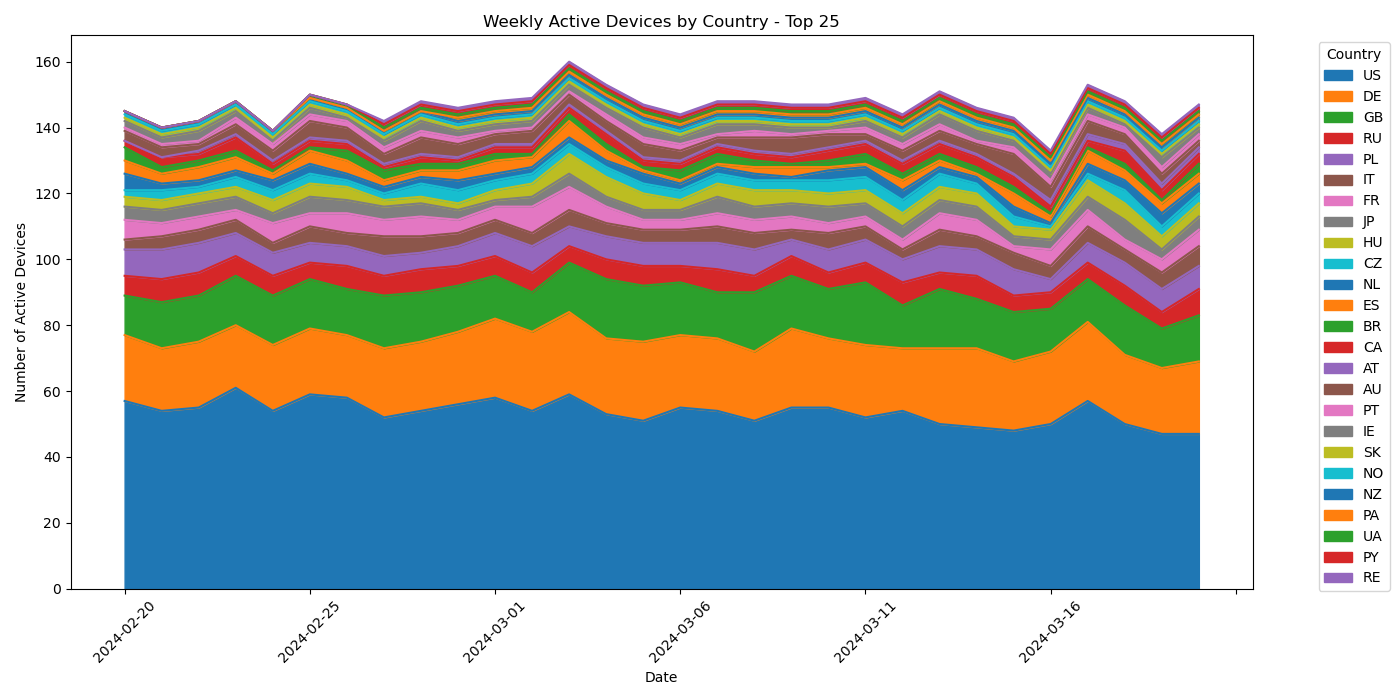 Weekly Active Devices by Country - Top 25
Number of Active Devices
160
140
120
100
80
60
40
20
0
2024-02-20
2024-02-25
2024-03-01
2024-03-06
2024-03-11
2024-03-16
Date
Country
US
DE
GB
RU
PL
IT
FR
JP
HU
CZ
NL
ES
BR
CA
AT
AU
PT
IE
SK
NO
NZ
PA
UA
PY
RE